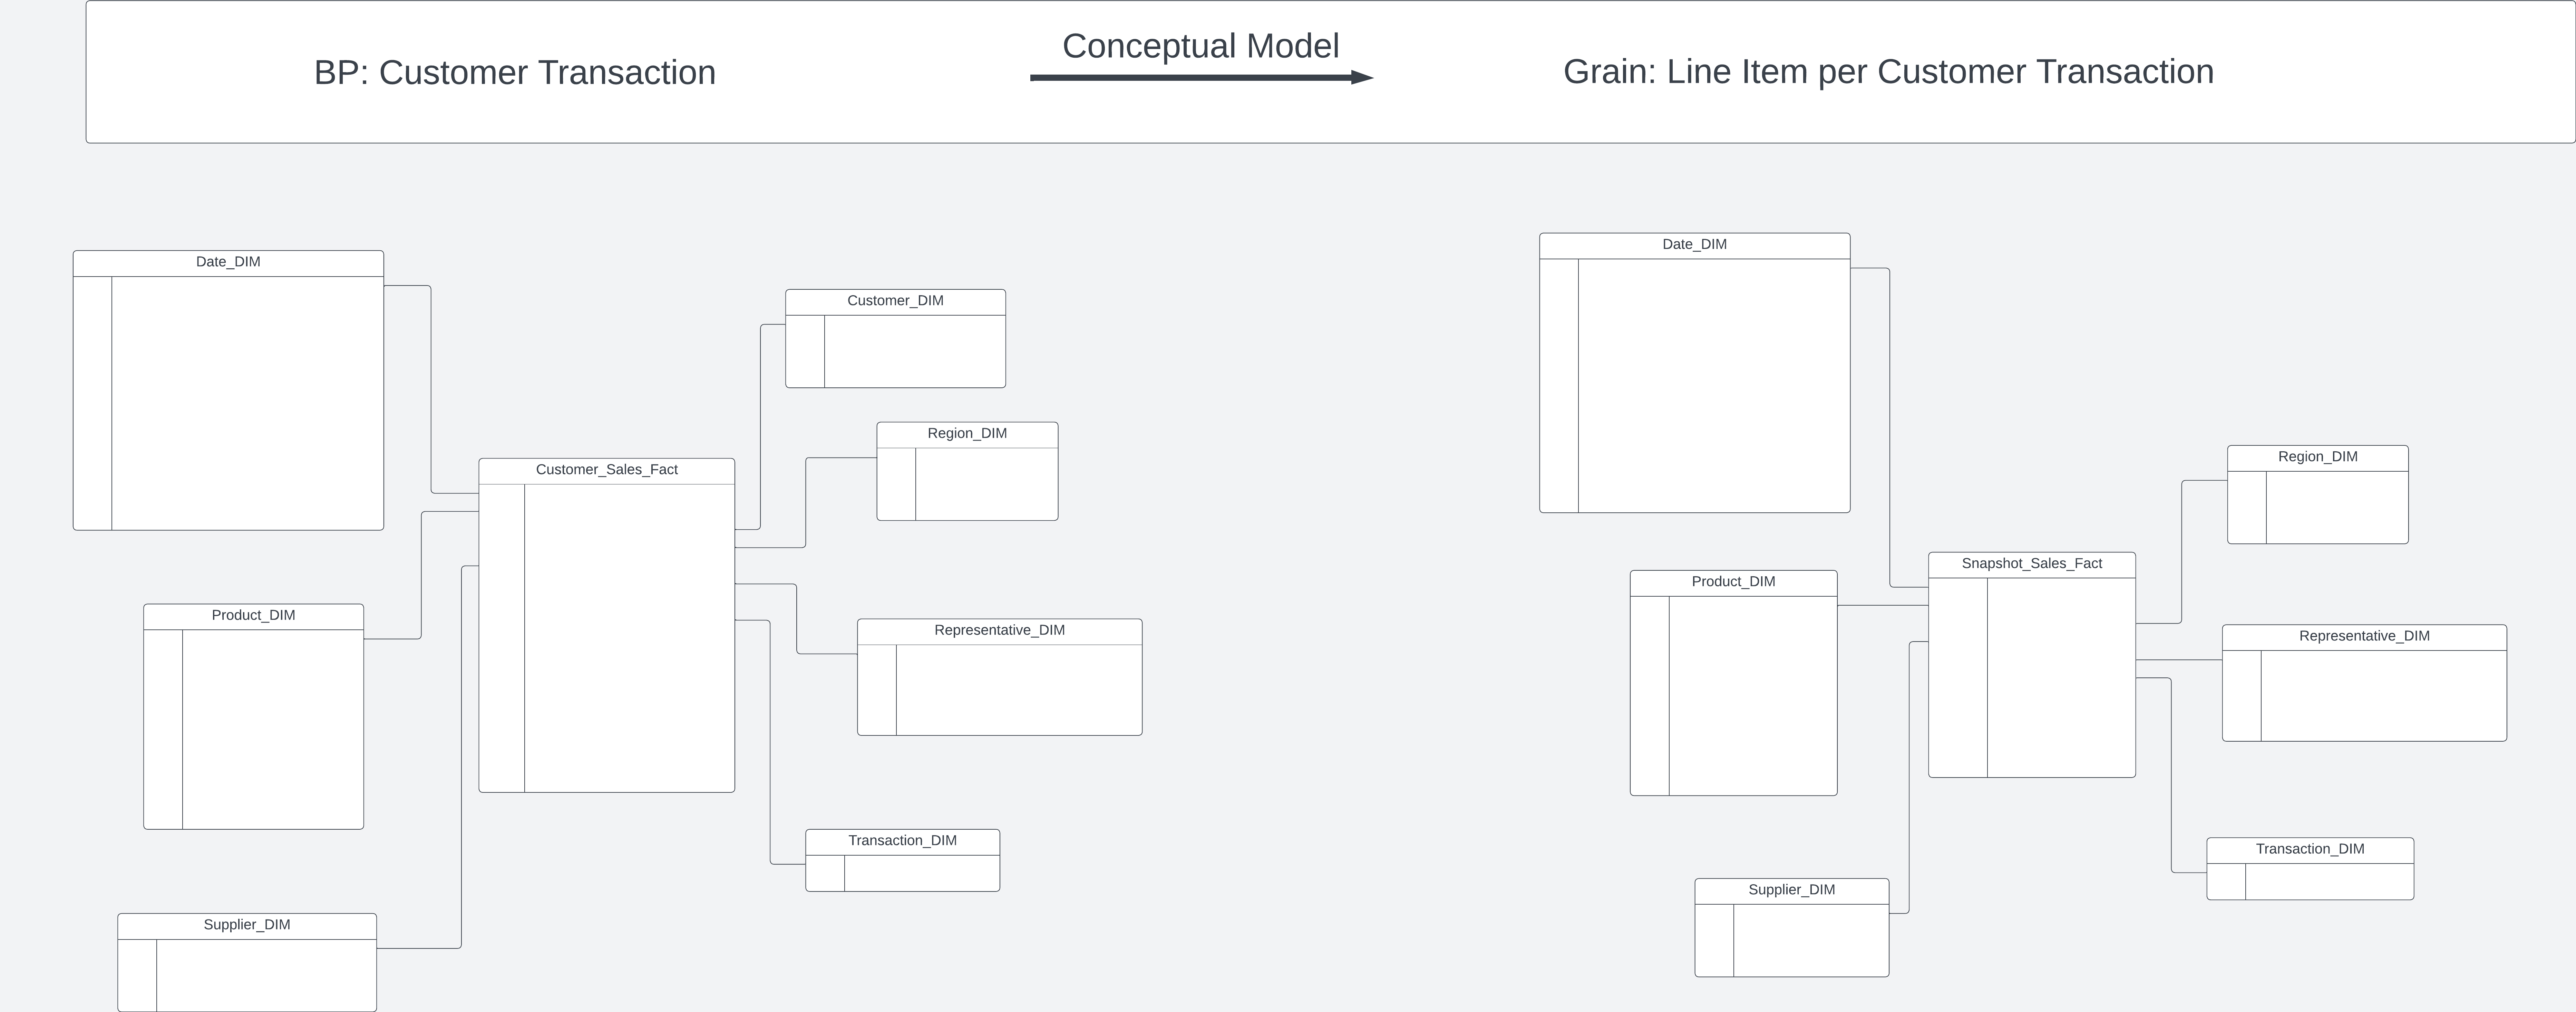 BP: Customer Transaction
Conceptual Model
Grain: Line Item per Customer Transaction
Date_DIM
Customer_DIM
Region_DIM
Customer_Sales_Fact
Product_DIM
Representative_DIM
Transaction_DIM
Supplier_DIM
Date_DIM
Region_DIM
Snapshot_Sales_Fact
Product_DIM
Representative_DIM
Transaction_DIM
Supplier_DIM